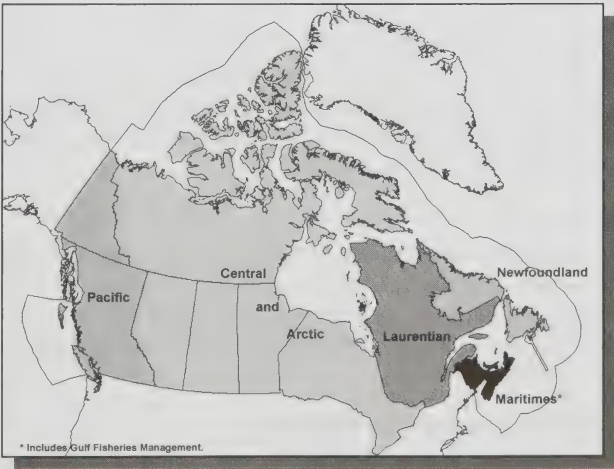 Central
Newfoundland
Pacific
and
Arctic
Laurentian
Maritimes*
* Includes Gulf Fisheries Management.